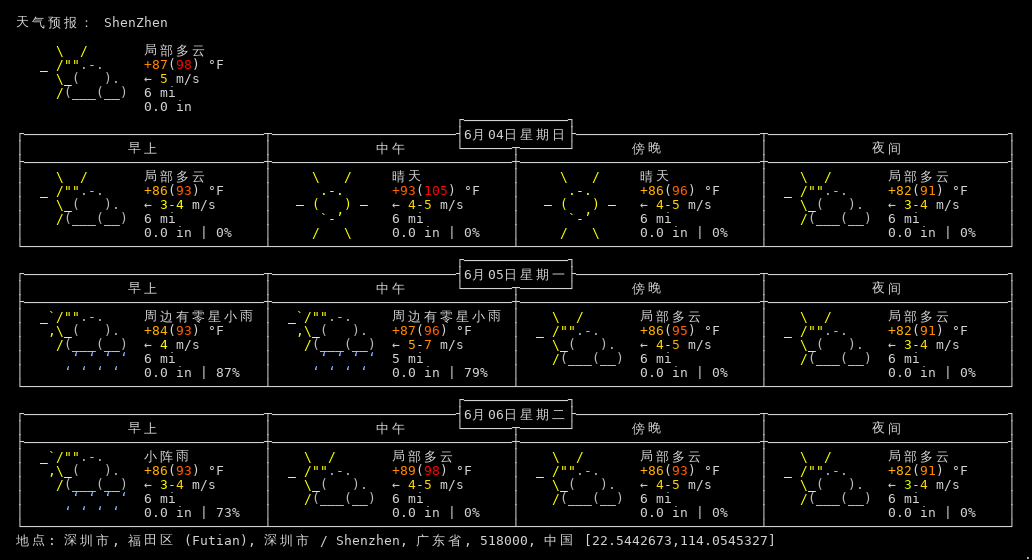 天气预报： ShenZhen
局部多云
+87(98) °F
← 5 m/s
6 mi
0.0 in
6月04日星期日
早上 中午 傍晚 夜间
局部多云 晴天 晴天 局部多云
+86(93) °F +93(105) °F +86(96) °F +82(91) °F
← 3-4 m/s ← 4-5 m/s ← 4-5 m/s ← 3-4 m/s
6 mi 6 mi 6 mi 6 mi
0.0 in | 0% 0.0 in | 0% 0.0 in | 0% 0.0 in | 0%
6月05日星期一
早上 中午 傍晚 夜间
周边有零星小雨 周边有零星小雨 局部多云 局部多云
+84(93) °F +87(96) °F +86(95) °F +82(91) °F
← 4 m/s ← 5-7 m/s ← 4-5 m/s ← 3-4 m/s
6 mi 5 mi 6 mi 6 mi
0.0 in | 87% 0.0 in | 79% 0.0 in | 0% 0.0 in | 0%
6月06日星期二
早上 中午 傍晚 夜间
小阵雨 局部多云 局部多云 局部多云
+86(93) °F +89(98) °F +86(93) °F +82(91) °F
← 3-4 m/s ← 4-5 m/s ← 4-5 m/s ← 3-4 m/s
6 mi 6 mi 6 mi 6 mi
0.0 in | 73% 0.0 in | 0% 0.0 in | 0% 0.0 in | 0%
地点: 深圳市, 福田区 (Futian), 深圳市 / Shenzhen, 广东省, 518000, 中国 [22.5442673,114.0545327]